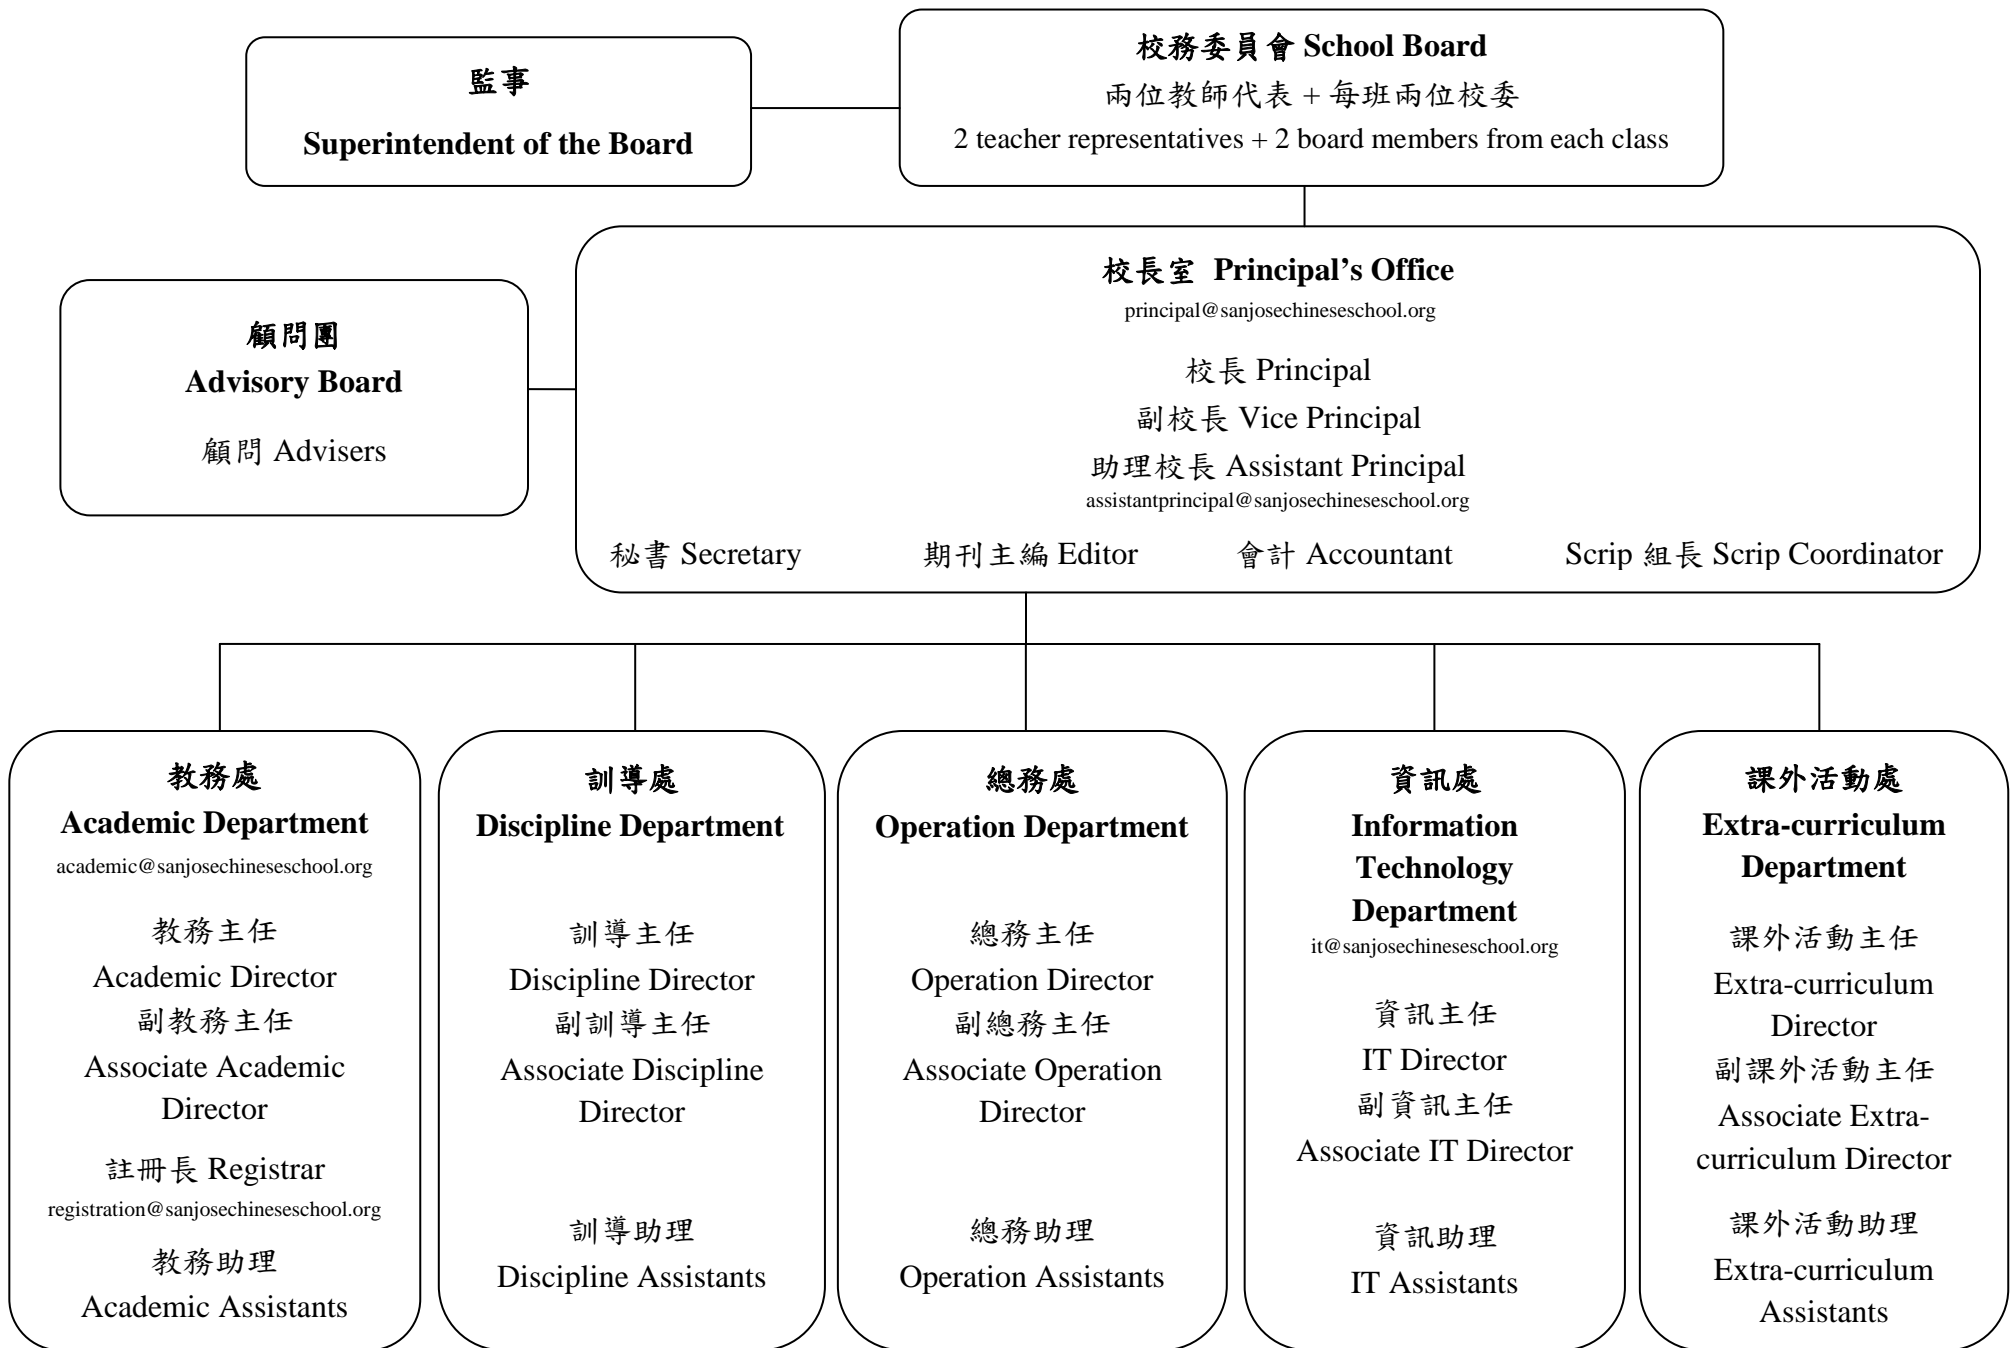 監事
Superintendent of the Board
校務委員會 School Board
兩位教師代表 + 每班兩位校委
2 teacher representatives + 2 board members from each class
顧問團
Advisory Board
顧問 Advisers
校長室 Principal’s Office
principal@sanjosechineseschool.org
校長 Principal
副校長 Vice Principal
助理校長 Assistant Principal
assistantprincipal@sanjosechineseschool.org
秘書 Secretary 期刊主編 Editor 會計 Accountant Scrip 組長 Scrip Coordinator
教務處
Academic Department
academic@sanjosechineseschool.org
教務主任
Academic Director
副教務主任
Associate Academic
Director
註冊長 Registrar
registration@sanjosechineseschool.org
教務助理
Academic Assistants
訓導處
Discipline Department
訓導主任
Discipline Director
副訓導主任
Associate Discipline
Director
訓導助理
Discipline Assistants
總務處
Operation Department
總務主任
Operation Director
副總務主任
Associate Operation
Director
總務助理
Operation Assistants
資訊處
Information
Technology
Department
it@sanjosechineseschool.org
資訊主任
IT Director
副資訊主任
Associate IT Director
資訊助理
IT Assistants
課外活動處
Extra-curriculum
Department
課外活動主任
Extra-curriculum
Director
副課外活動主任
Associate Extra-
curriculum Director
課外活動助理
Extra-curriculum
Assistants